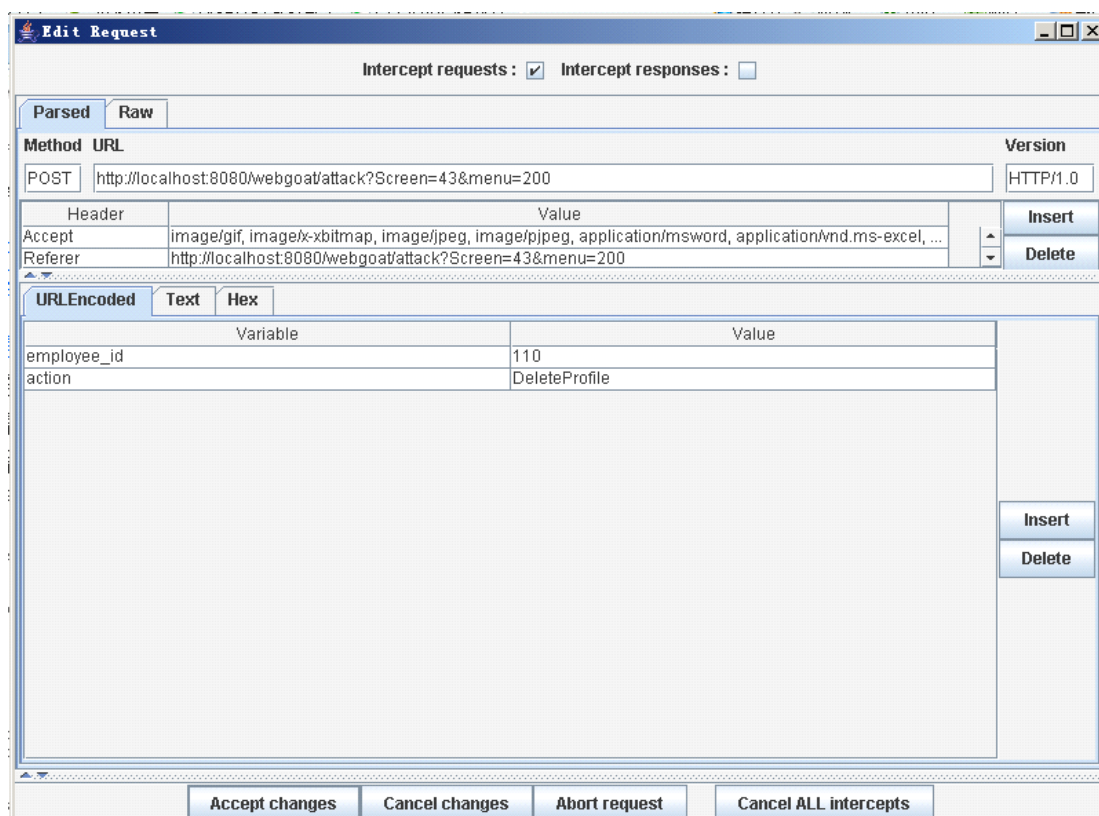 Edit Request
Intercept requests : Intercept responses :
Parsed Raw
Method URL Version
POST http://localhost:8080/webgoat/attack?Screen=43&menu=200 HTTP/1.0
Header Value Insert
Accept image/gif, image/x-xbitmap, image/jpeg, image/pjpeg, application/msword, application/vnd.ms-excel, ...
Referer http://localhost:8080/webgoat/attack?Screen=43&menu=200 Delete
URLEncoded Text Hex
Variable Value
employee_id 110
action DeleteProfile
Insert
Delete
Accept changes Cancel changes Abort request Cancel ALL intercepts